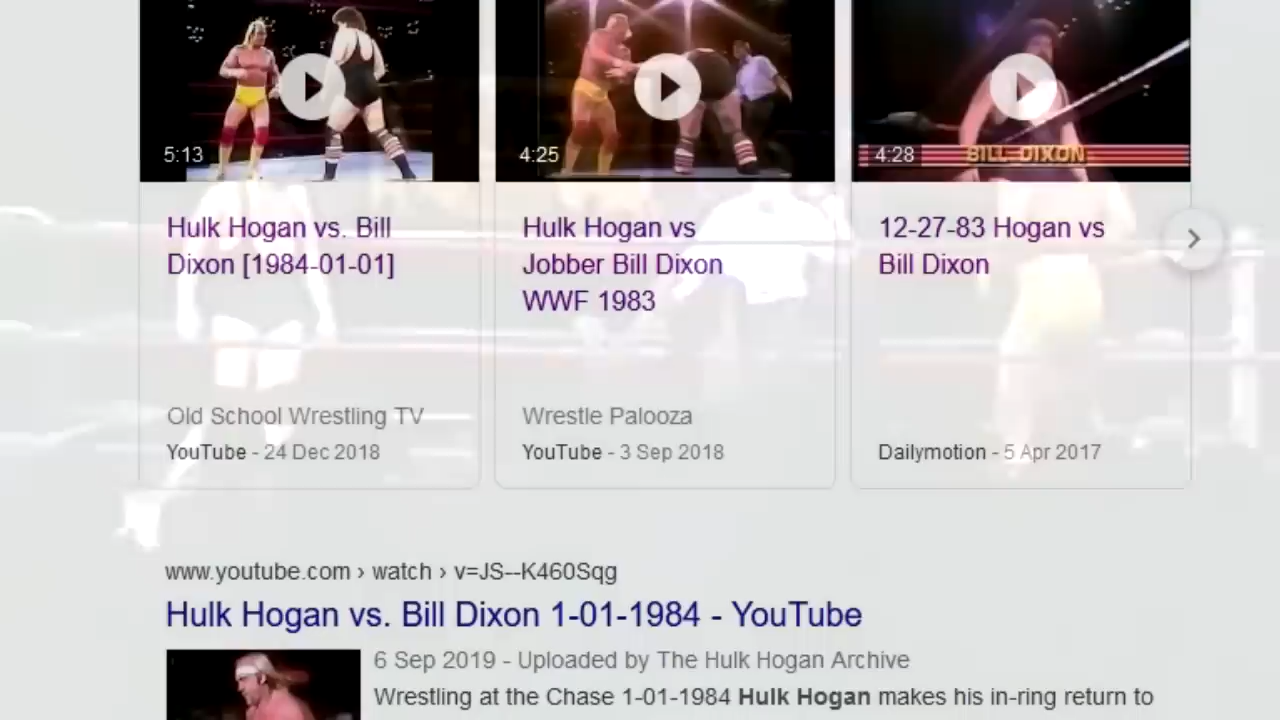 5:13
4:25
4:28
BILL DIXON
Hulk Hogan vs. Bill
Dixon [1984-01-01]
Hulk Hogan vs
Jobber Bill Dixon
WWF 1983
12-27-83 Hogan vs
Bill Dixon
Old School Wrestling TV
YouTube - 24 Dec 2018
Wrestle Palooza
YouTube - 3 Sep 2018
Dailymotion - 5 Apr 2017
www.youtube.com › watch › v=JS--K460Sqg
Hulk Hogan vs. Bill Dixon 1-01-1984 - YouTube
6 Sep 2019 - Uploaded by The Hulk Hogan Archive
Wrestling at the Chase 1-01-1984 Hulk Hogan makes his in-ring return to